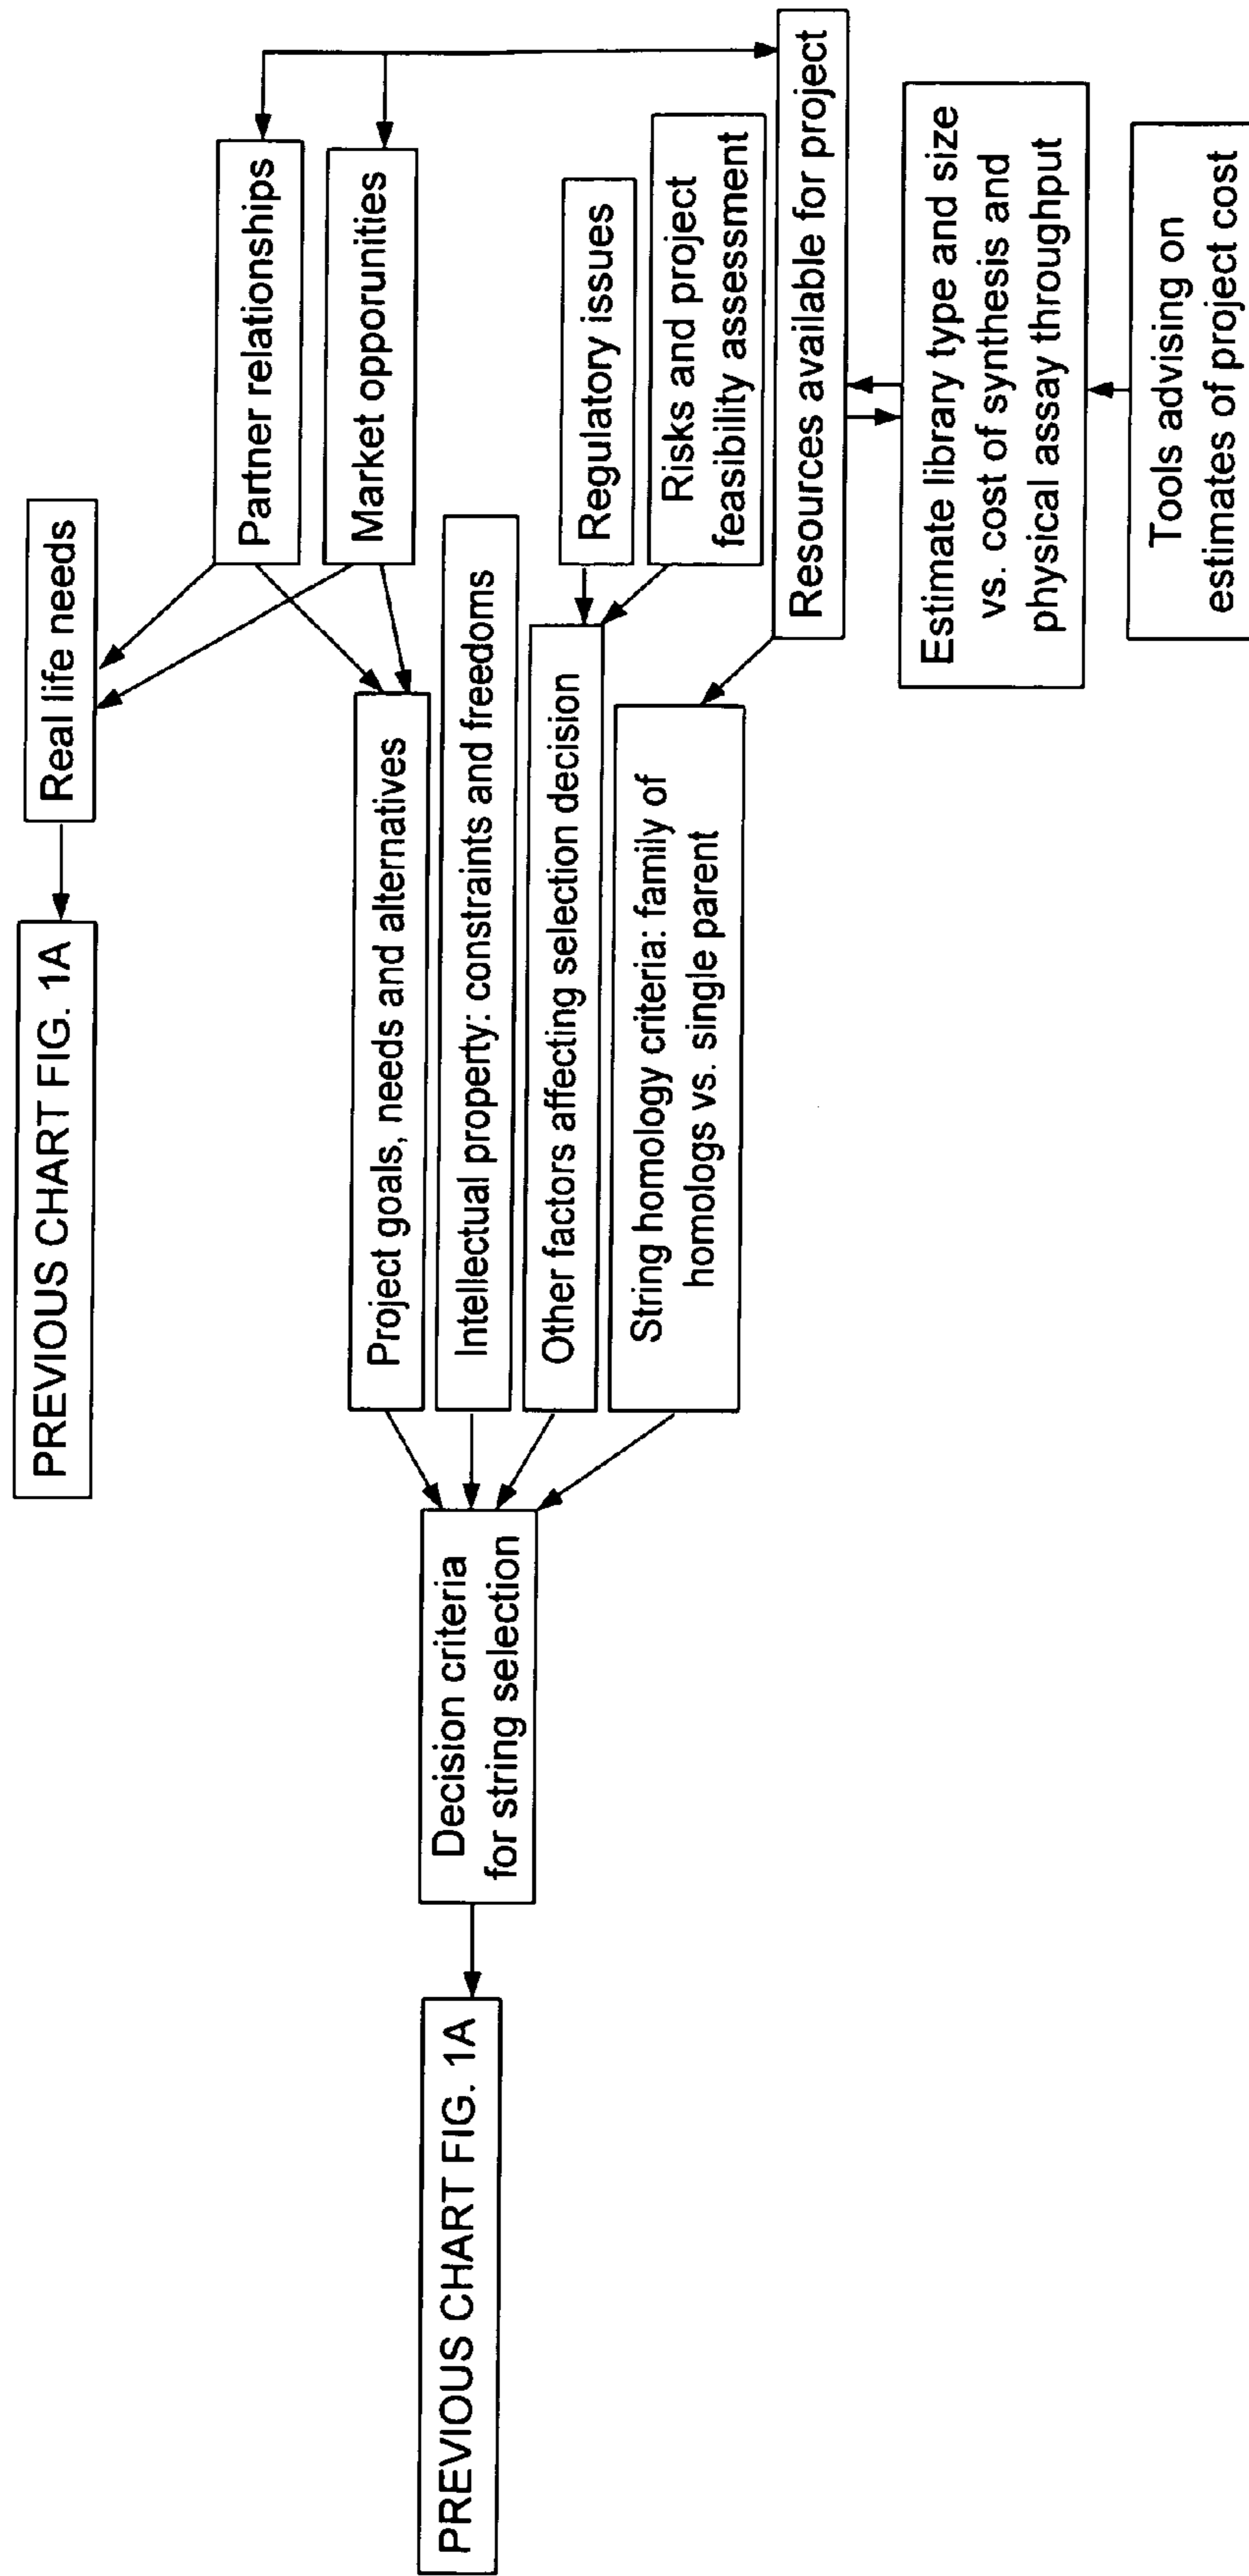 PREVIOUS CHART FIG. 1A
Real life needs
Partner relationships
Market opporunities
Project goals, needs and alternatives
Intellectual property: constraints and freedoms
Decision criteria
for string selection
PREVIOUS CHART FIG. 1A
Other factors affecting selection decision
Regulatory issues
String homology criteria: family of
homologs vs. single parent
Risks and project
feasibility assessment
Resources available for project
Estimate library type and size
vs. cost of synthesis and
physical assay throughput
Tools advising on
estimates of project cost